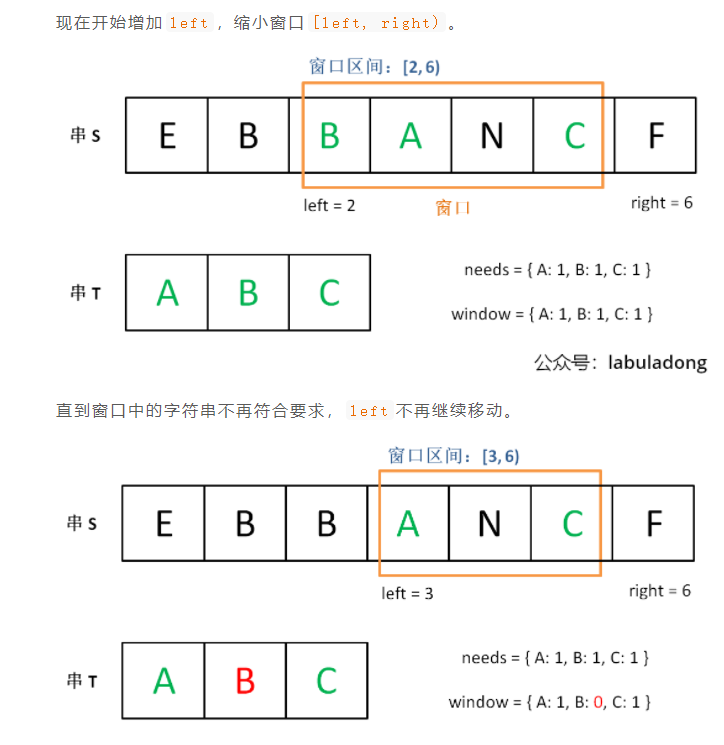 现在开始增加 left ，缩小窗口 [left, right) 。
窗口区间：[2,6)
串 S E B B A N C F
left = 2 窗口 right = 6
串 T A B C
needs = { A: 1, B: 1, C: 1 }
window = { A: 1, B: 1, C: 1 }
公众号：labuladong
直到窗口中的字符串不再符合要求， left 不再继续移动。
窗口区间：[3,6)
串 S E B B A N C F
left = 3 right = 6
串 T A B C
needs = { A: 1, B: 1, C: 1 }
window = { A: 1, B: 0, C: 1 }